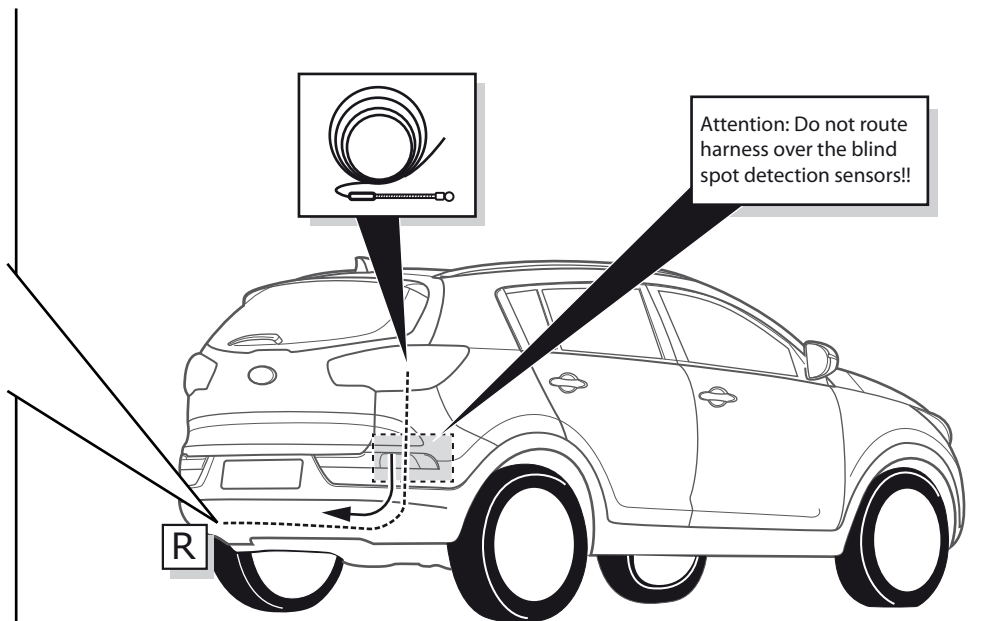 Attention: Do not route
harness over the blind
spot detection sensors!!
R